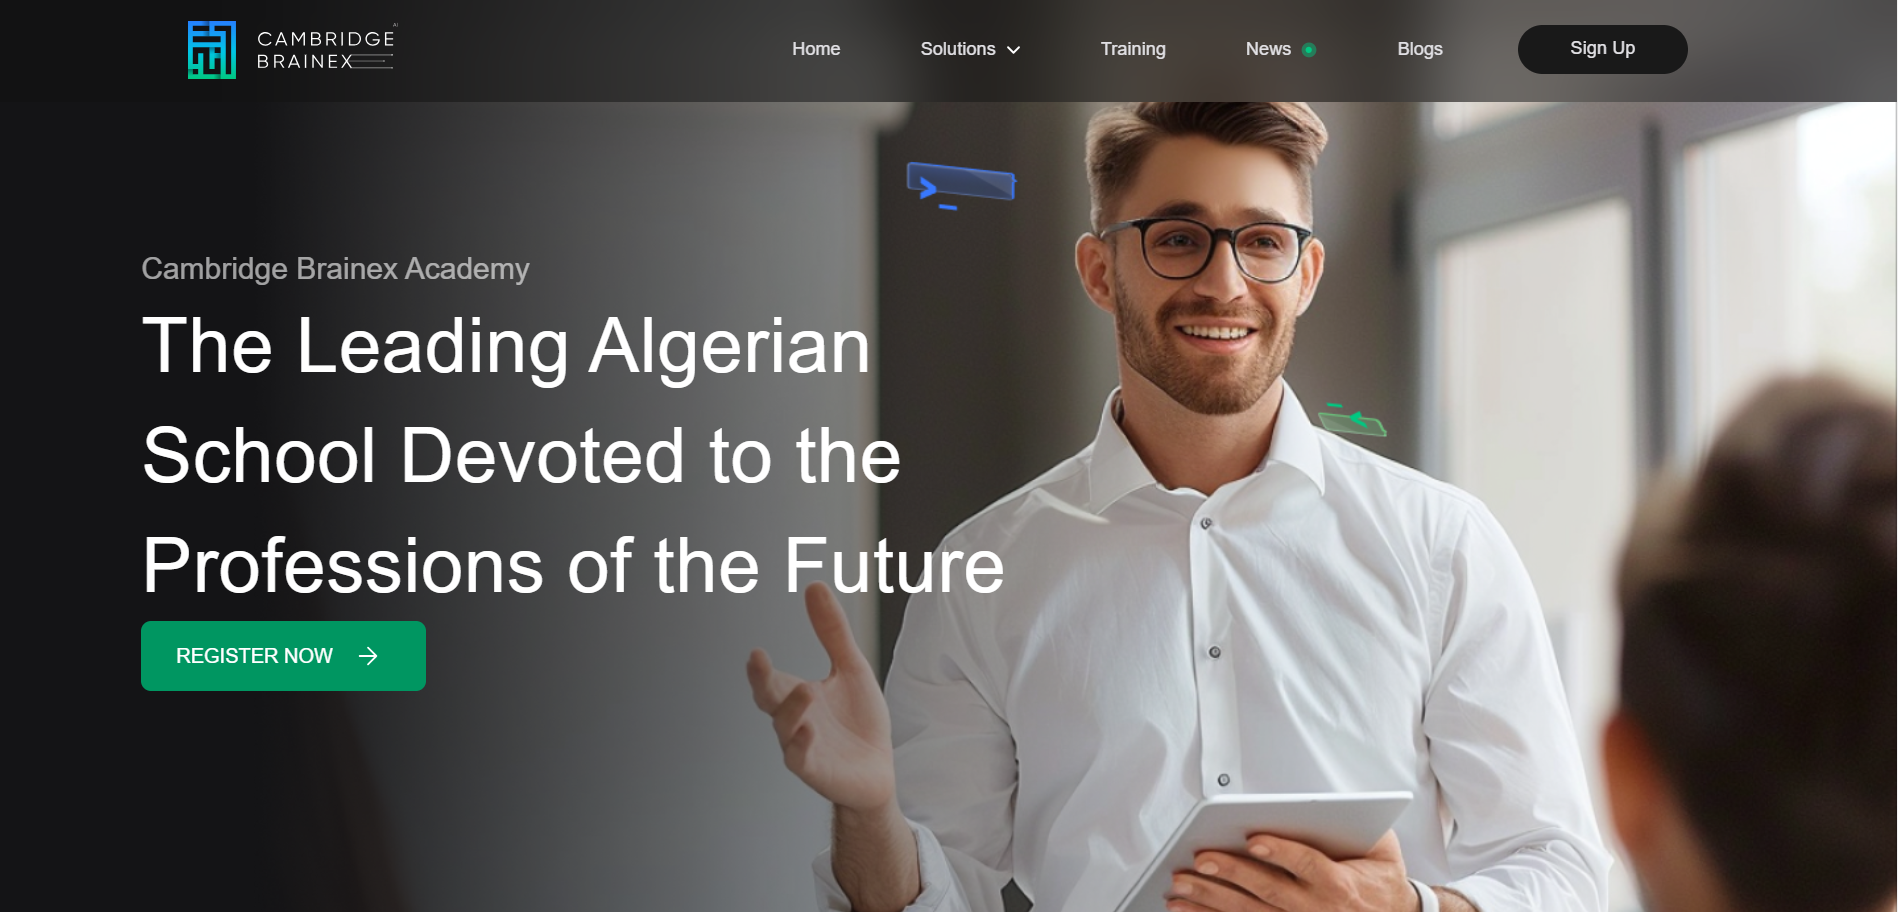 CAMBRIDGE AI
BRAINEX
Home
Solutions
Training
News
Blogs
Sign Up
Cambridge Brainex Academy
The Leading Algerian
School Devoted to the
Professions of the Future
REGISTER NOW